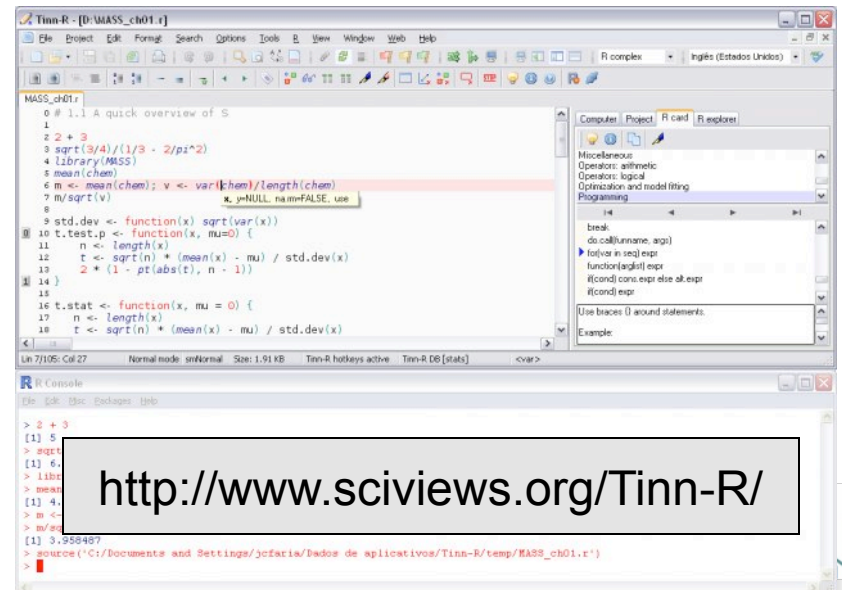 Tinn-R - [D:\MASS_ch01.r]
File Project Edit Format Search Options Tools R View Window Web Help
R complex Inglês (Estados Unidos)
MASS_ch01.r
Computer Project R card R explorer
0 # 1.1 A quick overview of S
1
2 2 + 3
3 sqrt(3/4)/(1/3 - 2/pi^2)
4 library(MASS)
5 mean(chem)
6 m <- mean(chem); v <- var(chem)/length(chem)
7 m/sqrt(v)
x, y=NULL, na.rm=FALSE, use
8
9 std.dev <- function(x) sqrt(var(x))
10 t.test.p <- function(x, mu=0) {
11 n <- length(x)
12 t <- sqrt(n) * (mean(x) - mu) / std.dev(x)
13 2 * (1 - pt(abs(t), n - 1))
14 }
15
16 t.stat <- function(x, mu = 0) {
17 n <- length(x)
18 t <- sqrt(n) * (mean(x) - mu) / std.dev(x)
Miscellaneous
Operators: arithmetic
Operators: logical
Optimization and model fitting
Programming
break
do.call(funname, args)
for(var in seq) expr
function(arglist) expr
if(cond) cons.expr else alt.expr
if(cond) expr
Use braces {} around statements.
Example:
Lin 7/105: Col 27 Normal mode smNormal Size: 1.91 KB Tinn-R hotkeys active Tinn-R DB [stats] <var>
R Console
File Edit Misc Packages Help
> 2 + 3
[1] 5
> sqrt
[1] 6.
> libr
> mean
[1] 4.
> m <-
> m/sq
http://www.sciviews.org/Tinn-R/
[1] 3.958487
> source('C:/Documents and Settings/jcfaria/Dados de aplicativos/Tinn-R/temp/MASS_ch01.r')
>